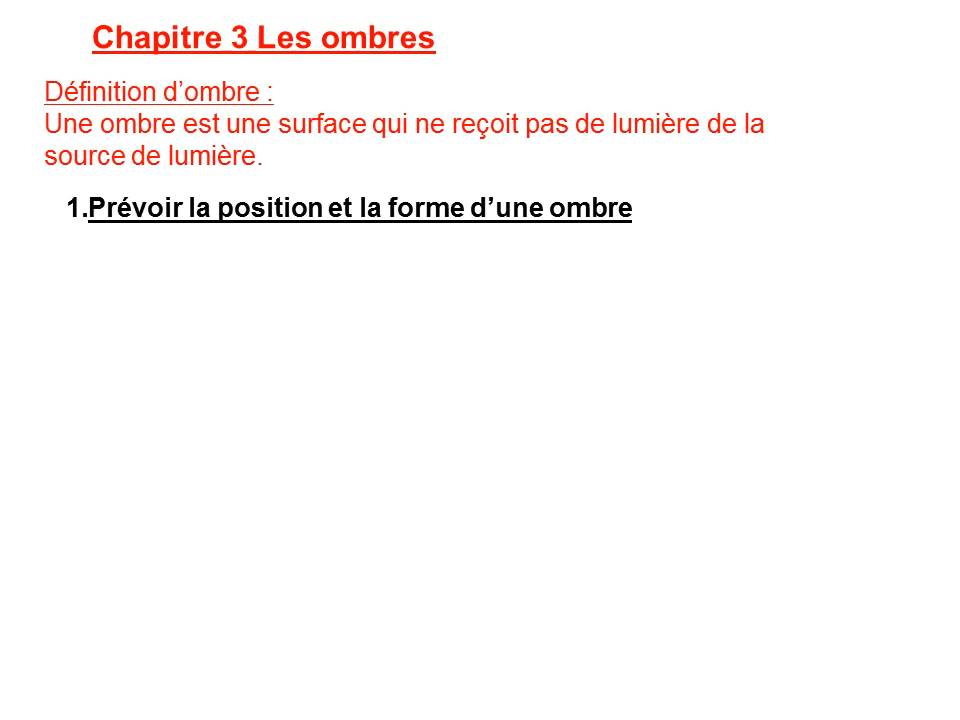 Chapitre 3 Les ombres
Définition d’ombre :
Une ombre est une surface qui ne reçoit pas de lumière de la
source de lumière.
1.Prévoir la position et la forme d’une ombre